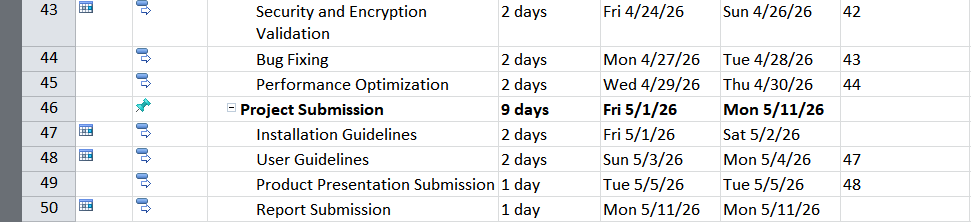 43 Security and Encryption Validation 2 days Fri 4/24/26 Sun 4/26/26 42
44 Bug Fixing 2 days Mon 4/27/26 Tue 4/28/26 43
45 Performance Optimization 2 days Wed 4/29/26 Thu 4/30/26 44
46 Project Submission 9 days Fri 5/1/26 Mon 5/11/26
47 Installation Guidelines 2 days Fri 5/1/26 Sat 5/2/26
48 User Guidelines 2 days Sun 5/3/26 Mon 5/4/26 47
49 Product Presentation Submission 1 day Tue 5/5/26 Tue 5/5/26 48
50 Report Submission 1 day Mon 5/11/26 Mon 5/11/26